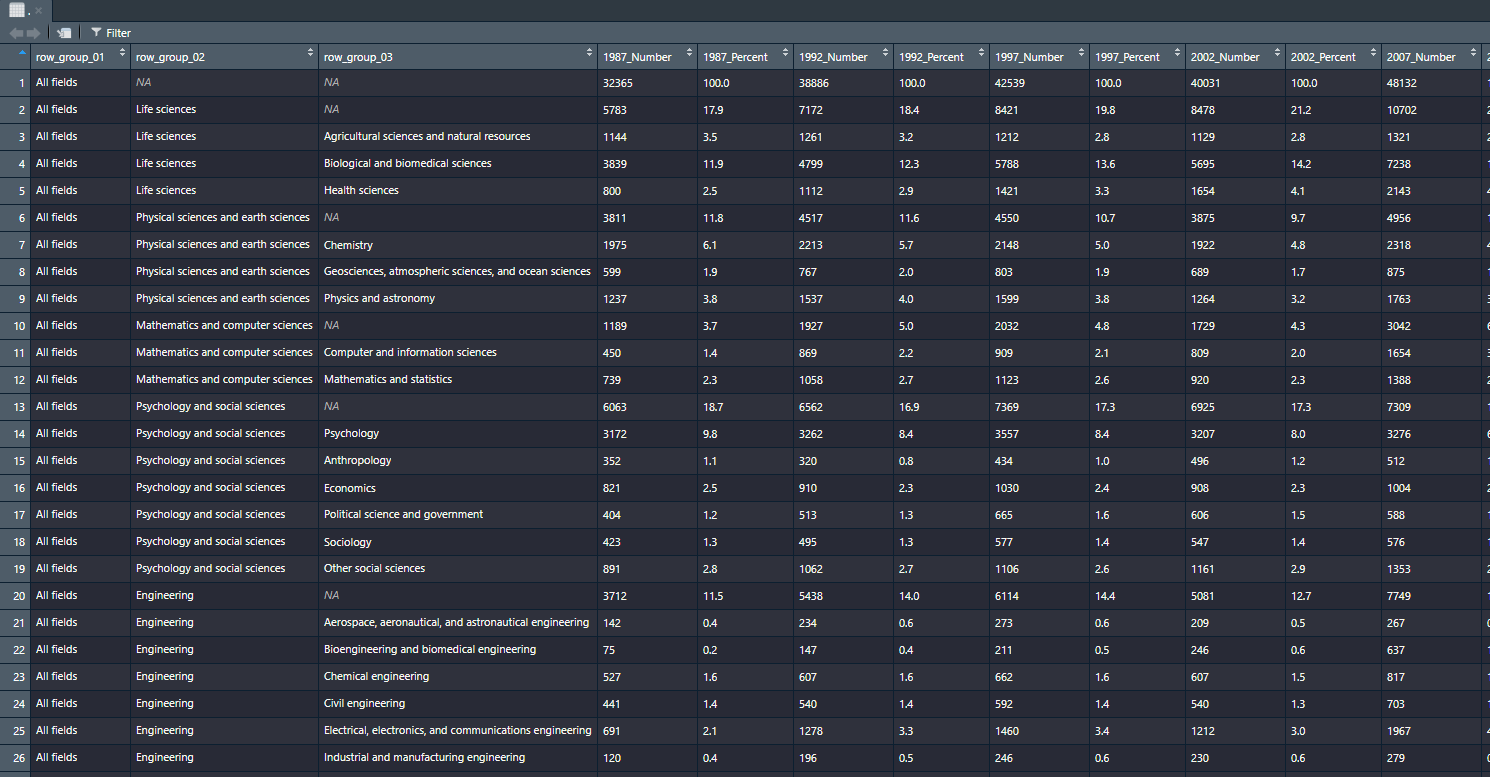 .
Filter
row_group_01 row_group_02 row_group_03 1987_Number 1987_Percent 1992_Number 1992_Percent 1997_Number 1997_Percent 2002_Number 2002_Percent 2007_Number
1 All fields NA NA 32365 100.0 38886 100.0 42539 100.0 40031 100.0 48132
2 All fields Life sciences NA 5783 17.9 7172 18.4 8421 19.8 8478 21.2 10702
3 All fields Life sciences Agricultural sciences and natural resources 1144 3.5 1261 3.2 1212 2.8 1129 2.8 1321
4 All fields Life sciences Biological and biomedical sciences 3839 11.9 4799 12.3 5788 13.6 5695 14.2 7238
5 All fields Life sciences Health sciences 800 2.5 1112 2.9 1421 3.3 1654 4.1 2143
6 All fields Physical sciences and earth sciences NA 3811 11.8 4517 11.6 4550 10.7 3875 9.7 4956
7 All fields Physical sciences and earth sciences Chemistry 1975 6.1 2213 5.7 2148 5.0 1922 4.8 2318
8 All fields Physical sciences and earth sciences Geosciences, atmospheric sciences, and ocean sciences 599 1.9 767 2.0 803 1.9 689 1.7 875
9 All fields Physical sciences and earth sciences Physics and astronomy 1237 3.8 1537 4.0 1599 3.8 1264 3.2 1763
10 All fields Mathematics and computer sciences NA 1189 3.7 1927 5.0 2032 4.8 1729 4.3 3042
11 All fields Mathematics and computer sciences Computer and information sciences 450 1.4 869 2.2 909 2.1 809 2.0 1654
12 All fields Mathematics and computer sciences Mathematics and statistics 739 2.3 1058 2.7 1123 2.6 920 2.3 1388
13 All fields Psychology and social sciences NA 6063 18.7 6562 16.9 7369 17.3 6925 17.3 7309
14 All fields Psychology and social sciences Psychology 3172 9.8 3262 8.4 3557 8.4 3207 8.0 3276
15 All fields Psychology and social sciences Anthropology 352 1.1 320 0.8 434 1.0 496 1.2 512
16 All fields Psychology and social sciences Economics 821 2.5 910 2.3 1030 2.4 908 2.3 1004
17 All fields Psychology and social sciences Political science and government 404 1.2 513 1.3 665 1.6 606 1.5 588
18 All fields Psychology and social sciences Sociology 423 1.3 495 1.3 577 1.4 547 1.4 576
19 All fields Psychology and social sciences Other social sciences 891 2.8 1062 2.7 1106 2.6 1161 2.9 1353
20 All fields Engineering NA 3712 11.5 5438 14.0 6114 14.4 5081 12.7 7749
21 All fields Engineering Aerospace, aeronautical, and astronautical engineering 142 0.4 234 0.6 273 0.6 209 0.5 267
22 All fields Engineering Bioengineering and biomedical engineering 75 0.2 147 0.4 211 0.5 246 0.6 637
23 All fields Engineering Chemical engineering 527 1.6 607 1.6 662 1.6 607 1.5 817
24 All fields Engineering Civil engineering 441 1.4 540 1.4 592 1.4 540 1.3 703
25 All fields Engineering Electrical, electronics, and communications engineering 691 2.1 1278 3.3 1460 3.4 1212 3.0 1967
26 All fields Engineering Industrial and manufacturing engineering 120 0.4 196 0.5 246 0.6 230 0.6 279